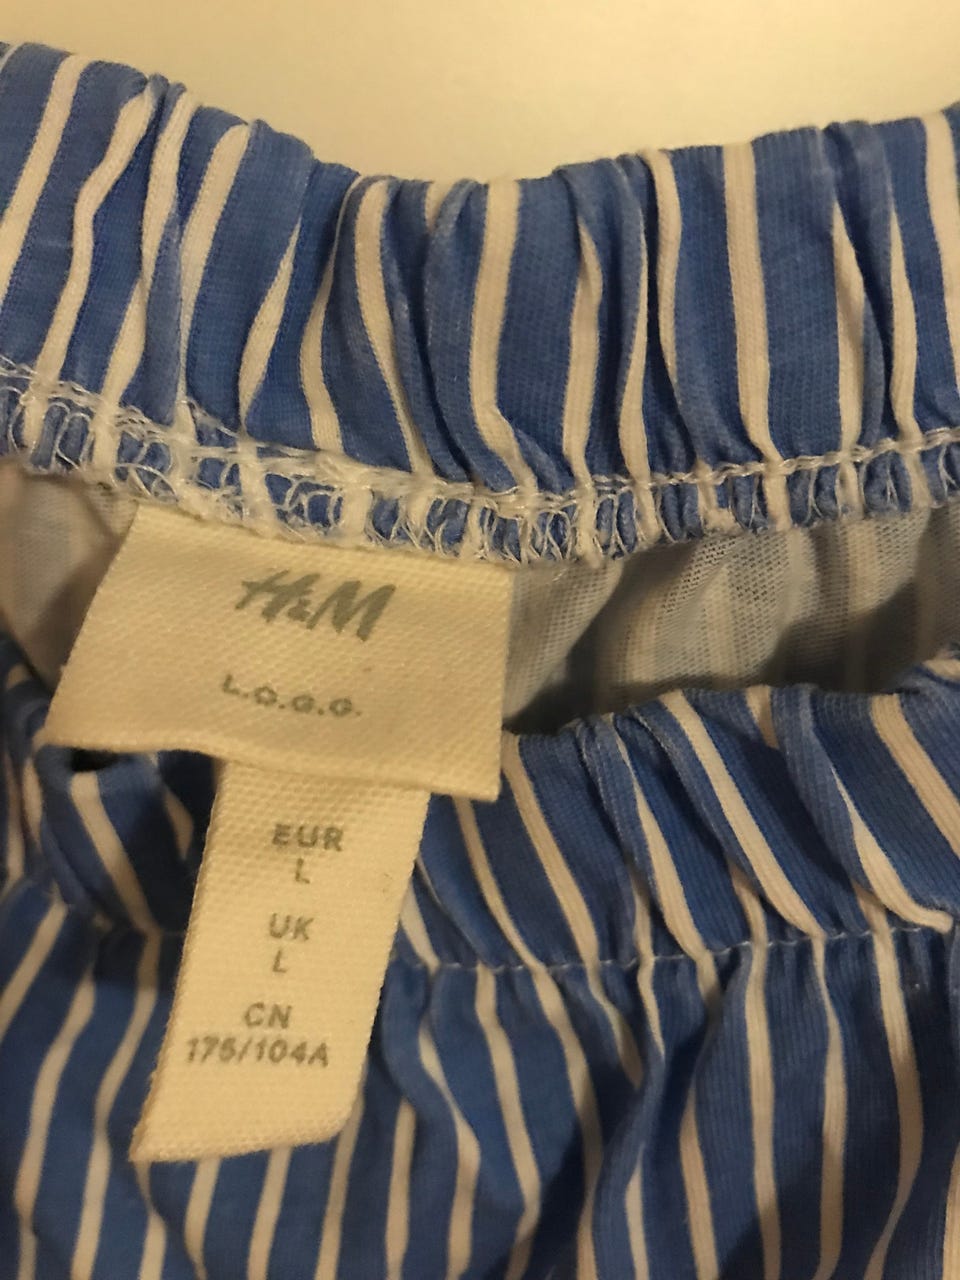 H&M
L.O.G.G.
EUR
L
UK
L
CN
175/104A